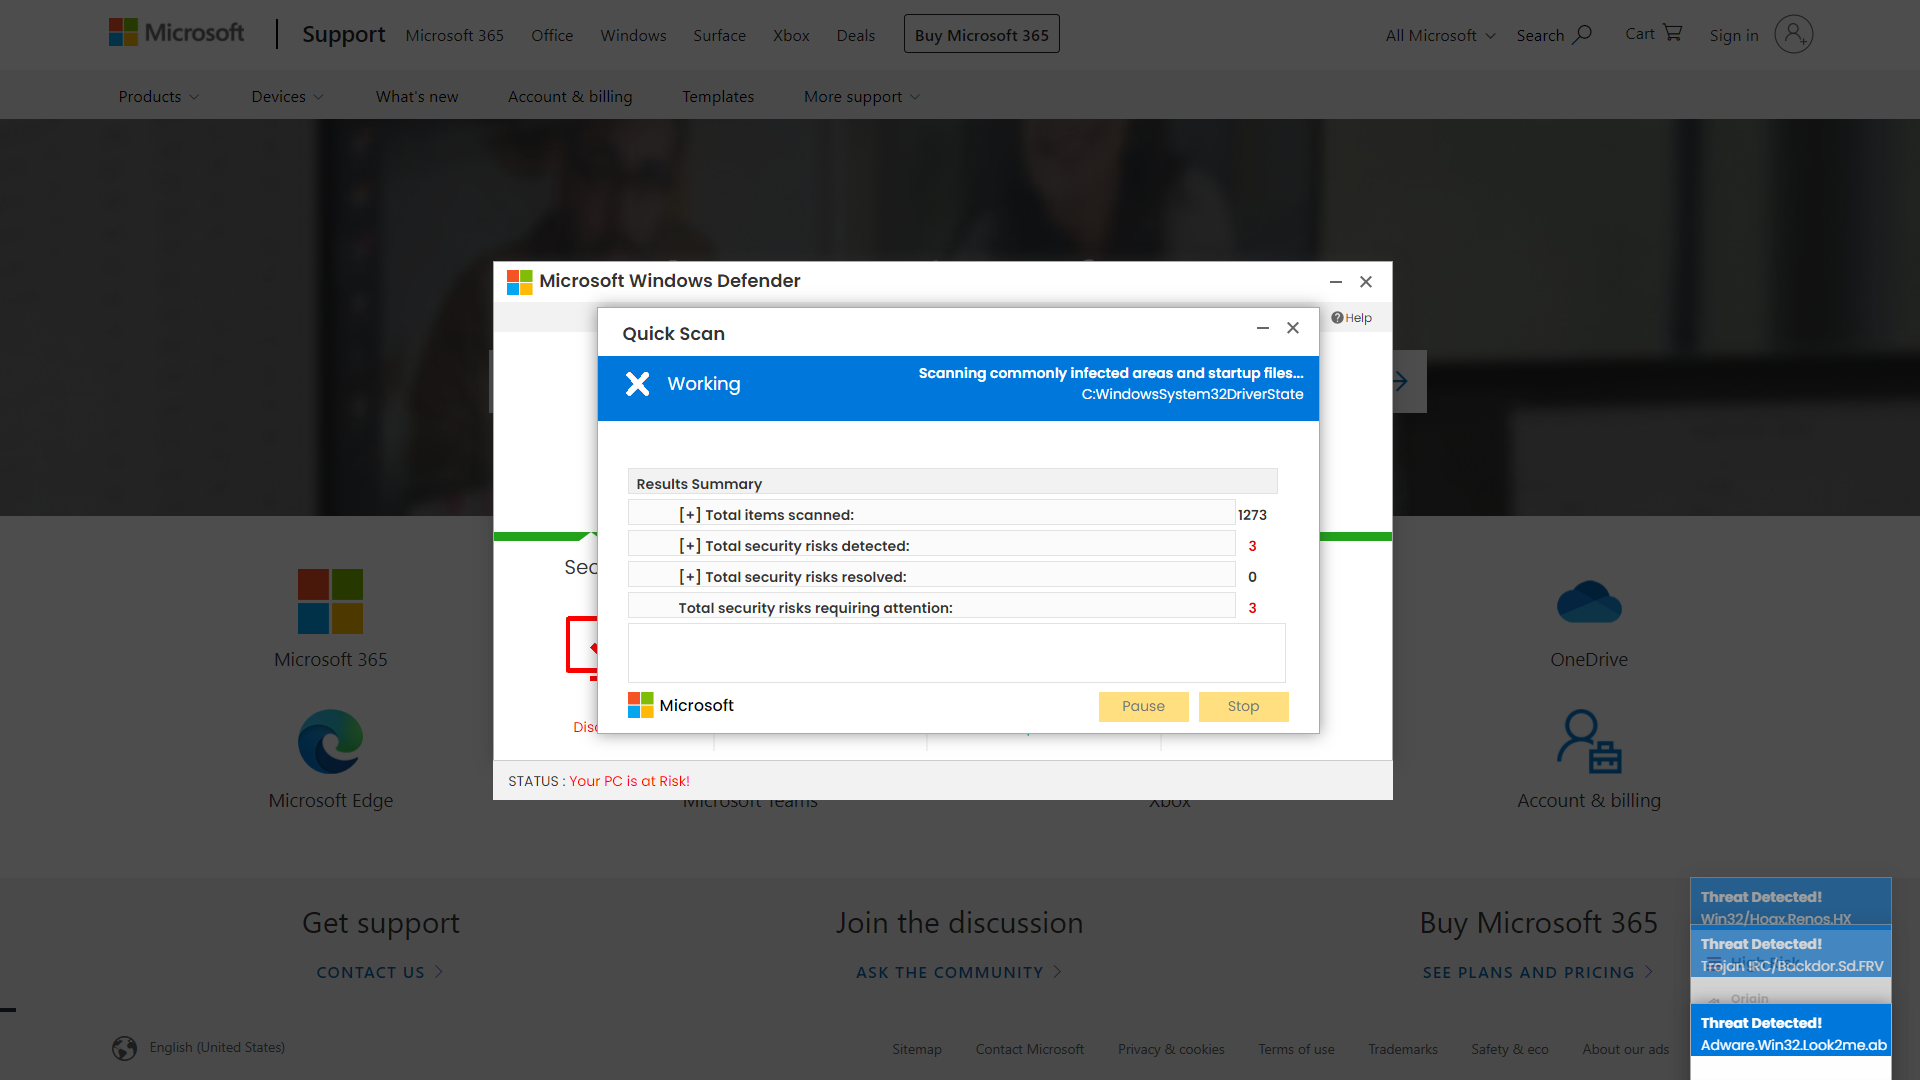 Microsoft
Support
Microsoft 365
Office
Windows
Surface
Xbox
Deals
Buy Microsoft 365
All Microsoft
Search
Cart
Sign in
Products
Devices
What's new
Account & billing
Templates
More support
Microsoft Windows Defender
Help
Quick Scan
Working
Scanning commonly infected areas and startup files...
C:WindowsSystem32DriverState
Results Summary
[+] Total items scanned: 1273
[+] Total security risks detected: 3
[+] Total security risks resolved: 0
Total security risks requiring attention: 3
Sec
Disc
Microsoft
Pause
Stop
STATUS : Your PC is at Risk!
Microsoft 365
OneDrive
Microsoft Edge
Microsoft Teams
Xbox
Account & billing
Get support
CONTACT US
Join the discussion
ASK THE COMMUNITY
Buy Microsoft 365
SEE PLANS AND PRICING
Threat Detected!
Win32/Hoax.Renos.HX
Threat Detected!
Trojan IRC/Backdor.Sd.FRV
Origin
Threat Detected!
Adware.Win32.Look2me.ab
English (United States)
Sitemap
Contact Microsoft
Privacy & cookies
Terms of use
Trademarks
Safety & eco
About our ads